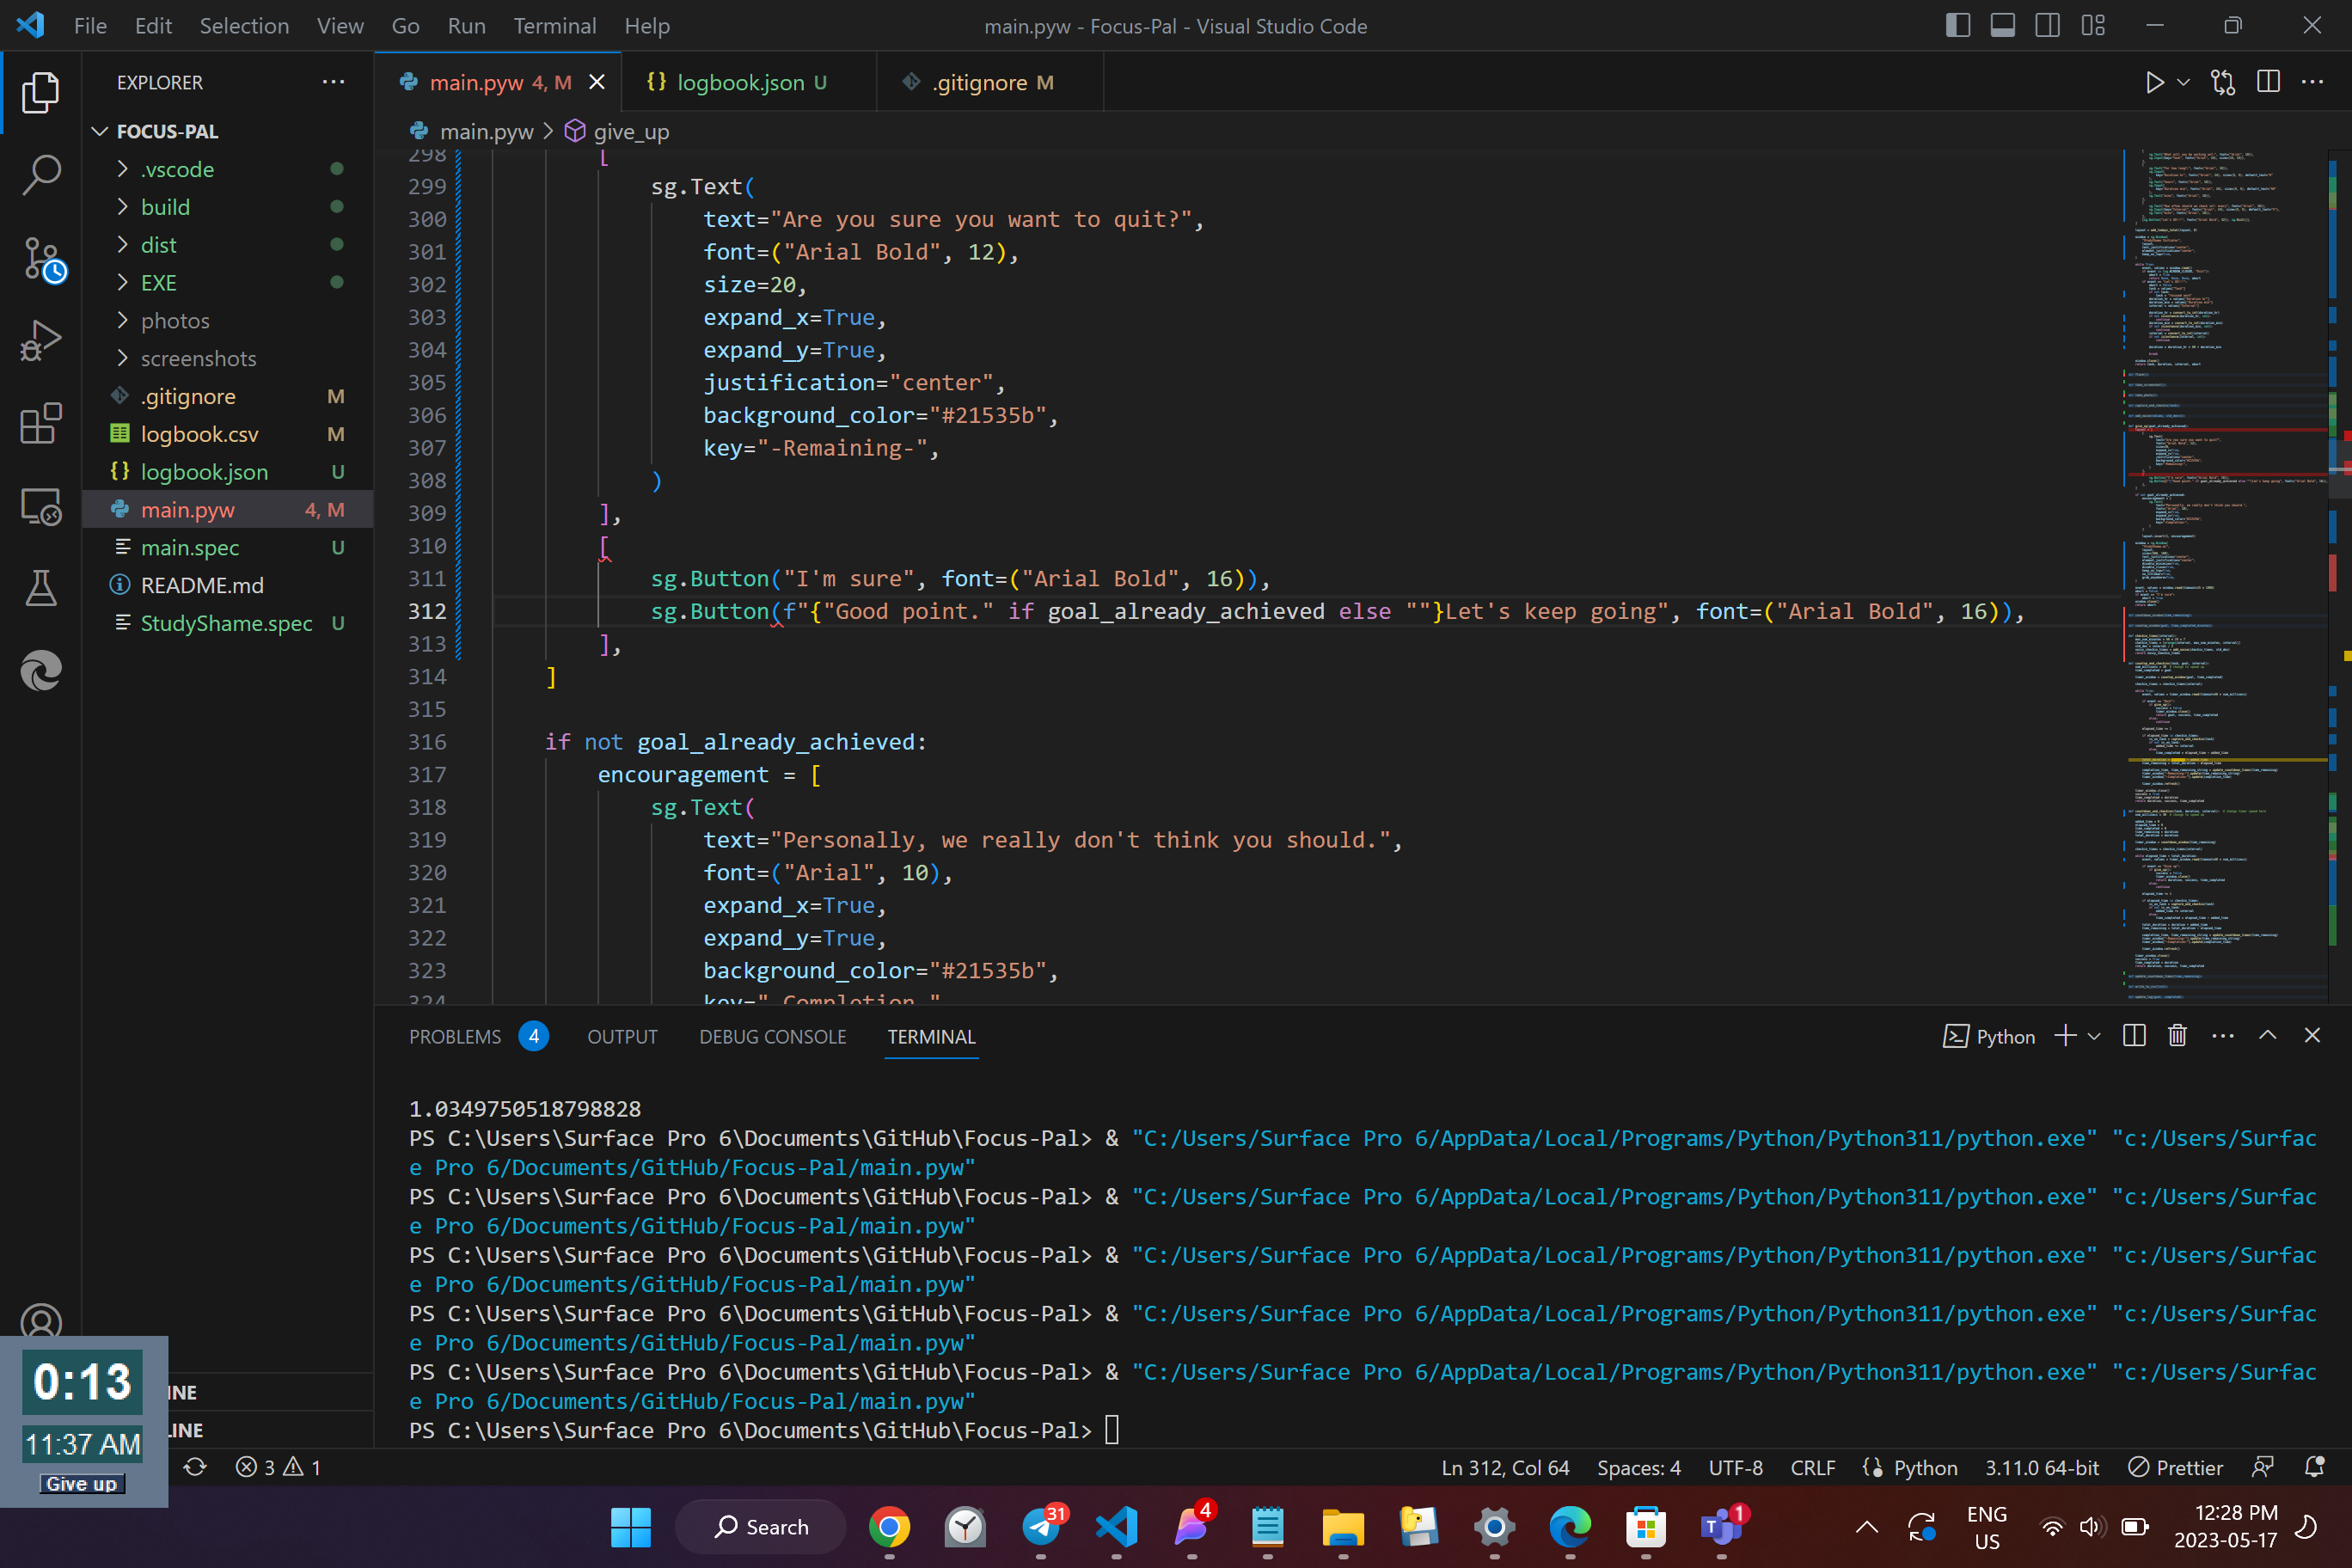 File Edit Selection View Go Run Terminal Help
main.pyw - Focus-Pal - Visual Studio Code
EXPLORER
FOCUS-PAL
.vscode
build
dist
EXE
photos
screenshots
.gitignore M
logbook.csv M
logbook.json U
main.pyw 4, M
main.spec U
README.md
StudyShame.spec U
main.pyw 4, M
logbook.json U
.gitignore M
main.pyw > give_up
298 [
299 sg.Text(
300 text="Are you sure you want to quit?",
301 font=("Arial Bold", 12),
302 size=20,
303 expand_x=True,
304 expand_y=True,
305 justification="center",
306 background_color="#21535b",
307 key="-Remaining-",
308 )
309 ],
310 [
311 sg.Button("I'm sure", font=("Arial Bold", 16)),
312 sg.Button(f"{"Good point." if goal_already_achieved else ""}Let's keep going", font=("Arial Bold", 16)),
313 ],
314 ]
315
316 if not goal_already_achieved:
317 encouragement = [
318 sg.Text(
319 text="Personally, we really don't think you should.",
320 font=("Arial", 10),
321 expand_x=True,
322 expand_y=True,
323 background_color="#21535b",
324 key="-Completion-"
PROBLEMS 4 OUTPUT DEBUG CONSOLE TERMINAL
Python
1.0349750518798828
PS C:\Users\Surface Pro 6\Documents\GitHub\Focus-Pal> & "C:/Users/Surface Pro 6/AppData/Local/Programs/Python/Python311/python.exe" "c:/Users/Surfac
e Pro 6/Documents/GitHub/Focus-Pal/main.pyw"
PS C:\Users\Surface Pro 6\Documents\GitHub\Focus-Pal> & "C:/Users/Surface Pro 6/AppData/Local/Programs/Python/Python311/python.exe" "c:/Users/Surfac
e Pro 6/Documents/GitHub/Focus-Pal/main.pyw"
PS C:\Users\Surface Pro 6\Documents\GitHub\Focus-Pal> & "C:/Users/Surface Pro 6/AppData/Local/Programs/Python/Python311/python.exe" "c:/Users/Surfac
e Pro 6/Documents/GitHub/Focus-Pal/main.pyw"
PS C:\Users\Surface Pro 6\Documents\GitHub\Focus-Pal> & "C:/Users/Surface Pro 6/AppData/Local/Programs/Python/Python311/python.exe" "c:/Users/Surfac
e Pro 6/Documents/GitHub/Focus-Pal/main.pyw"
PS C:\Users\Surface Pro 6\Documents\GitHub\Focus-Pal> & "C:/Users/Surface Pro 6/AppData/Local/Programs/Python/Python311/python.exe" "c:/Users/Surfac
e Pro 6/Documents/GitHub/Focus-Pal/main.pyw"
PS C:\Users\Surface Pro 6\Documents\GitHub\Focus-Pal>
0:13
11:37 AM
Give up
INE
LINE
3 1
Ln 312, Col 64 Spaces: 4 UTF-8 CRLF Python 3.11.0 64-bit Prettier
Search
31
4
1
ENG
US
12:28 PM
2023-05-17